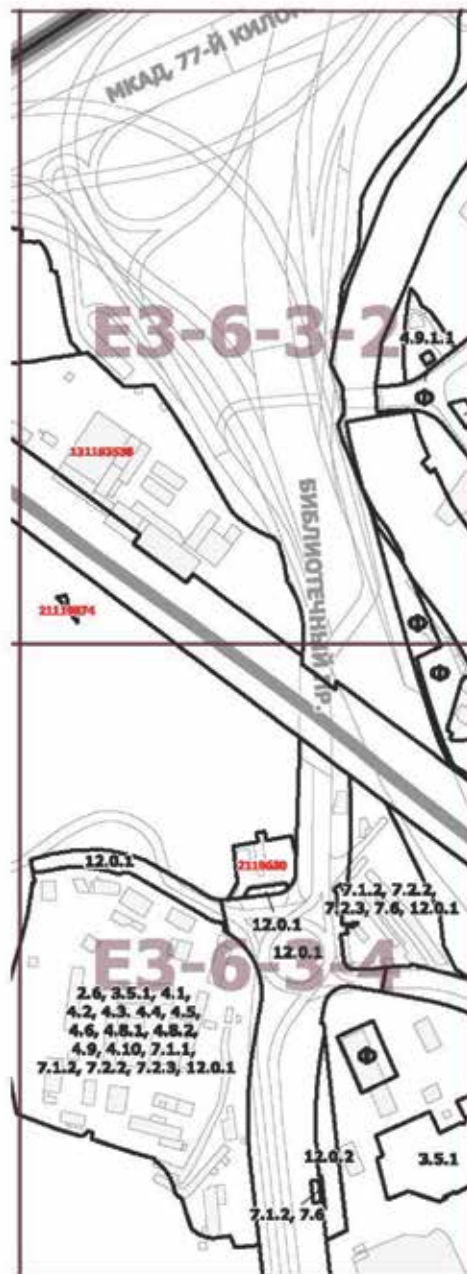 МКАД, 77-Й КИЛОМ
E3-6-3-2
4.9.1.1
Ф
БИБЛИОТЕЧНЫЙ ПР.
Ф
Ф
12.0.1
12.0.1
12.0.1
7.1.2, 7.2.2,
7.2.3, 7.6, 12.0.1
E3-6-3-4
2.6, 3.5.1, 4.1,
4.2, 4.3. 4.4, 4.5,
4.6, 4.8.1, 4.8.2,
4.9, 4.10, 7.1.1,
7.1.2, 7.2.2, 7.2.3, 12.0.1
Ф
12.0.2
3.5.1
7.1.2, 7.6